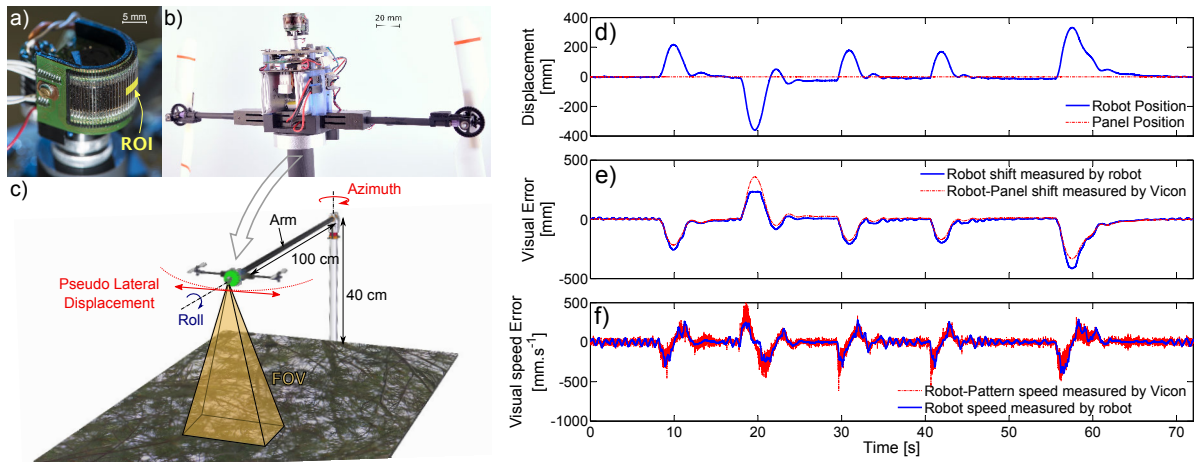 a)
5 mm
ROI
b)
20 mm
c)
Azimuth
Arm
100 cm
40 cm
Pseudo Lateral
Displacement
Roll
FOV
d)
Displacement
[mm]
400
200
0
200
400
Robot Position
Panel Position
e)
Visual Error
[mm]
500
0
-500
Robot shift measured by robot
Robot-Panel shift measured by Vicon
f)
Visual speed Error
[mm.s⁻¹]
500
0
-500
-1000
Robot-Pattern speed measured by Vicon
Robot speed measured by robot
0 10 20 30 40 50 60 70
Time [s]